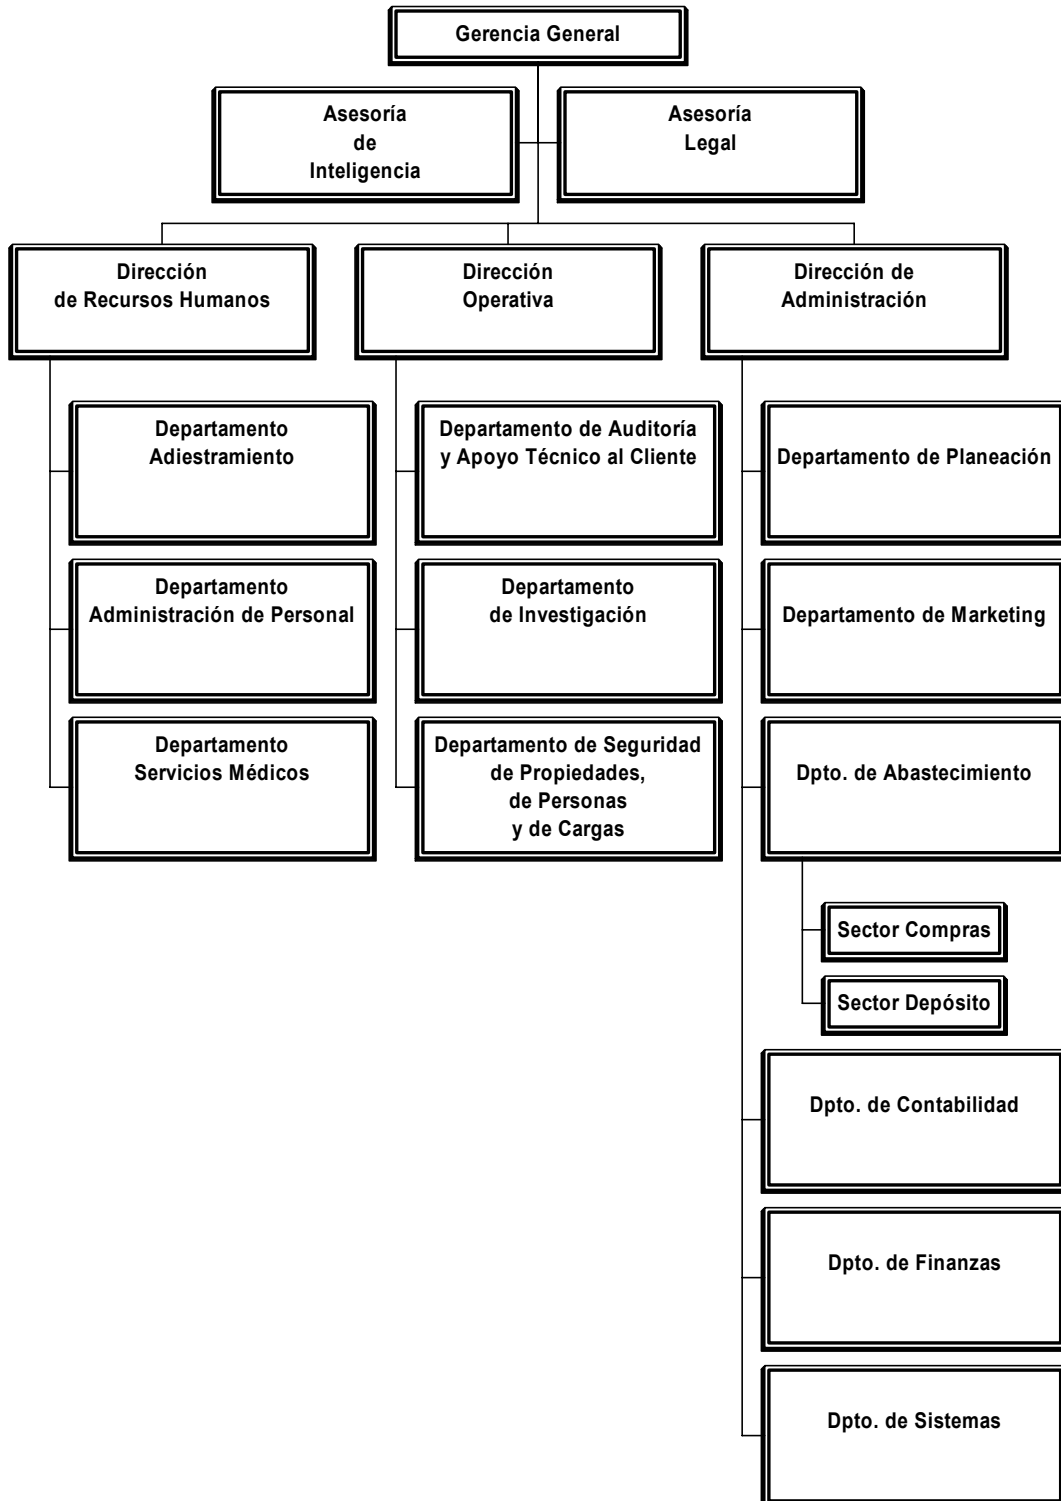 Gerencia General
Asesoría
de
Inteligencia
Asesoría
Legal
Dirección
de Recursos Humanos
Dirección
Operativa
Dirección de
Administración
Departamento
Adiestramiento
Departamento
Administración de Personal
Departamento
Servicios Médicos
Departamento de Auditoría
y Apoyo Técnico al Cliente
Departamento
de Investigación
Departamento de Seguridad
de Propiedades,
de Personas
y de Cargas
Departamento de Planeación
Departamento de Marketing
Dpto. de Abastecimiento
Sector Compras
Sector Depósito
Dpto. de Contabilidad
Dpto. de Finanzas
Dpto. de Sistemas